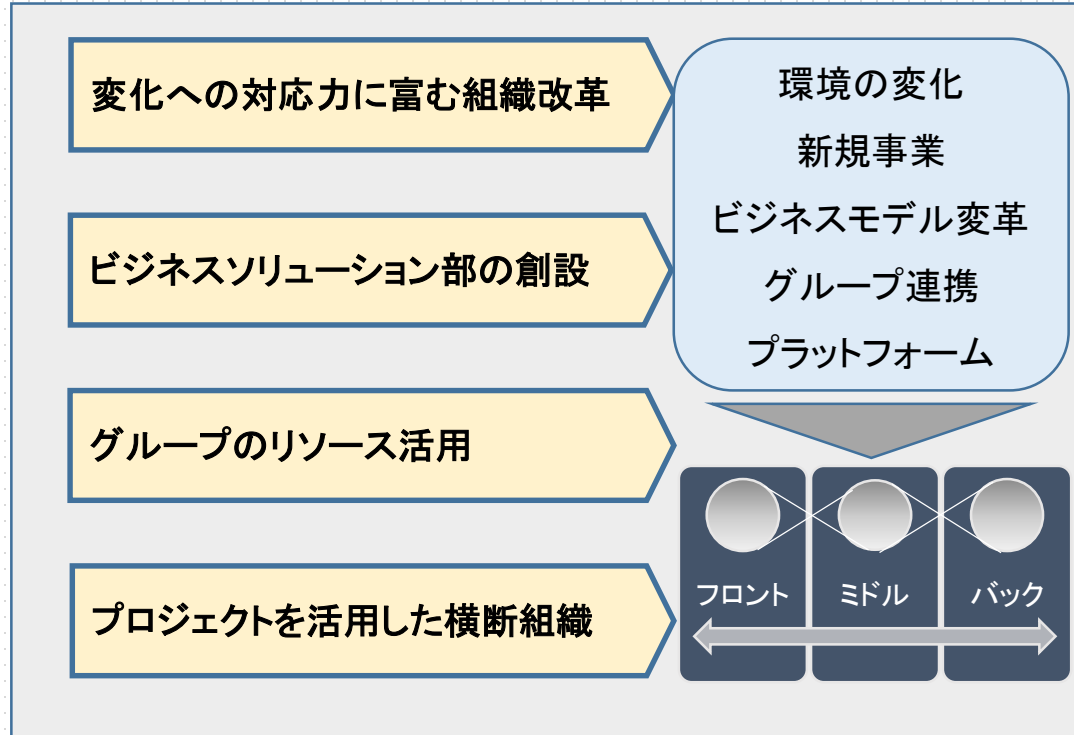 変化への対応力に富む組織改革
ビジネスソリューション部の創設
グループのリソース活用
プロジェクトを活用した横断組織
環境の変化
新規事業
ビジネスモデル変革
グループ連携
プラットフォーム
フロント
ミドル
バック